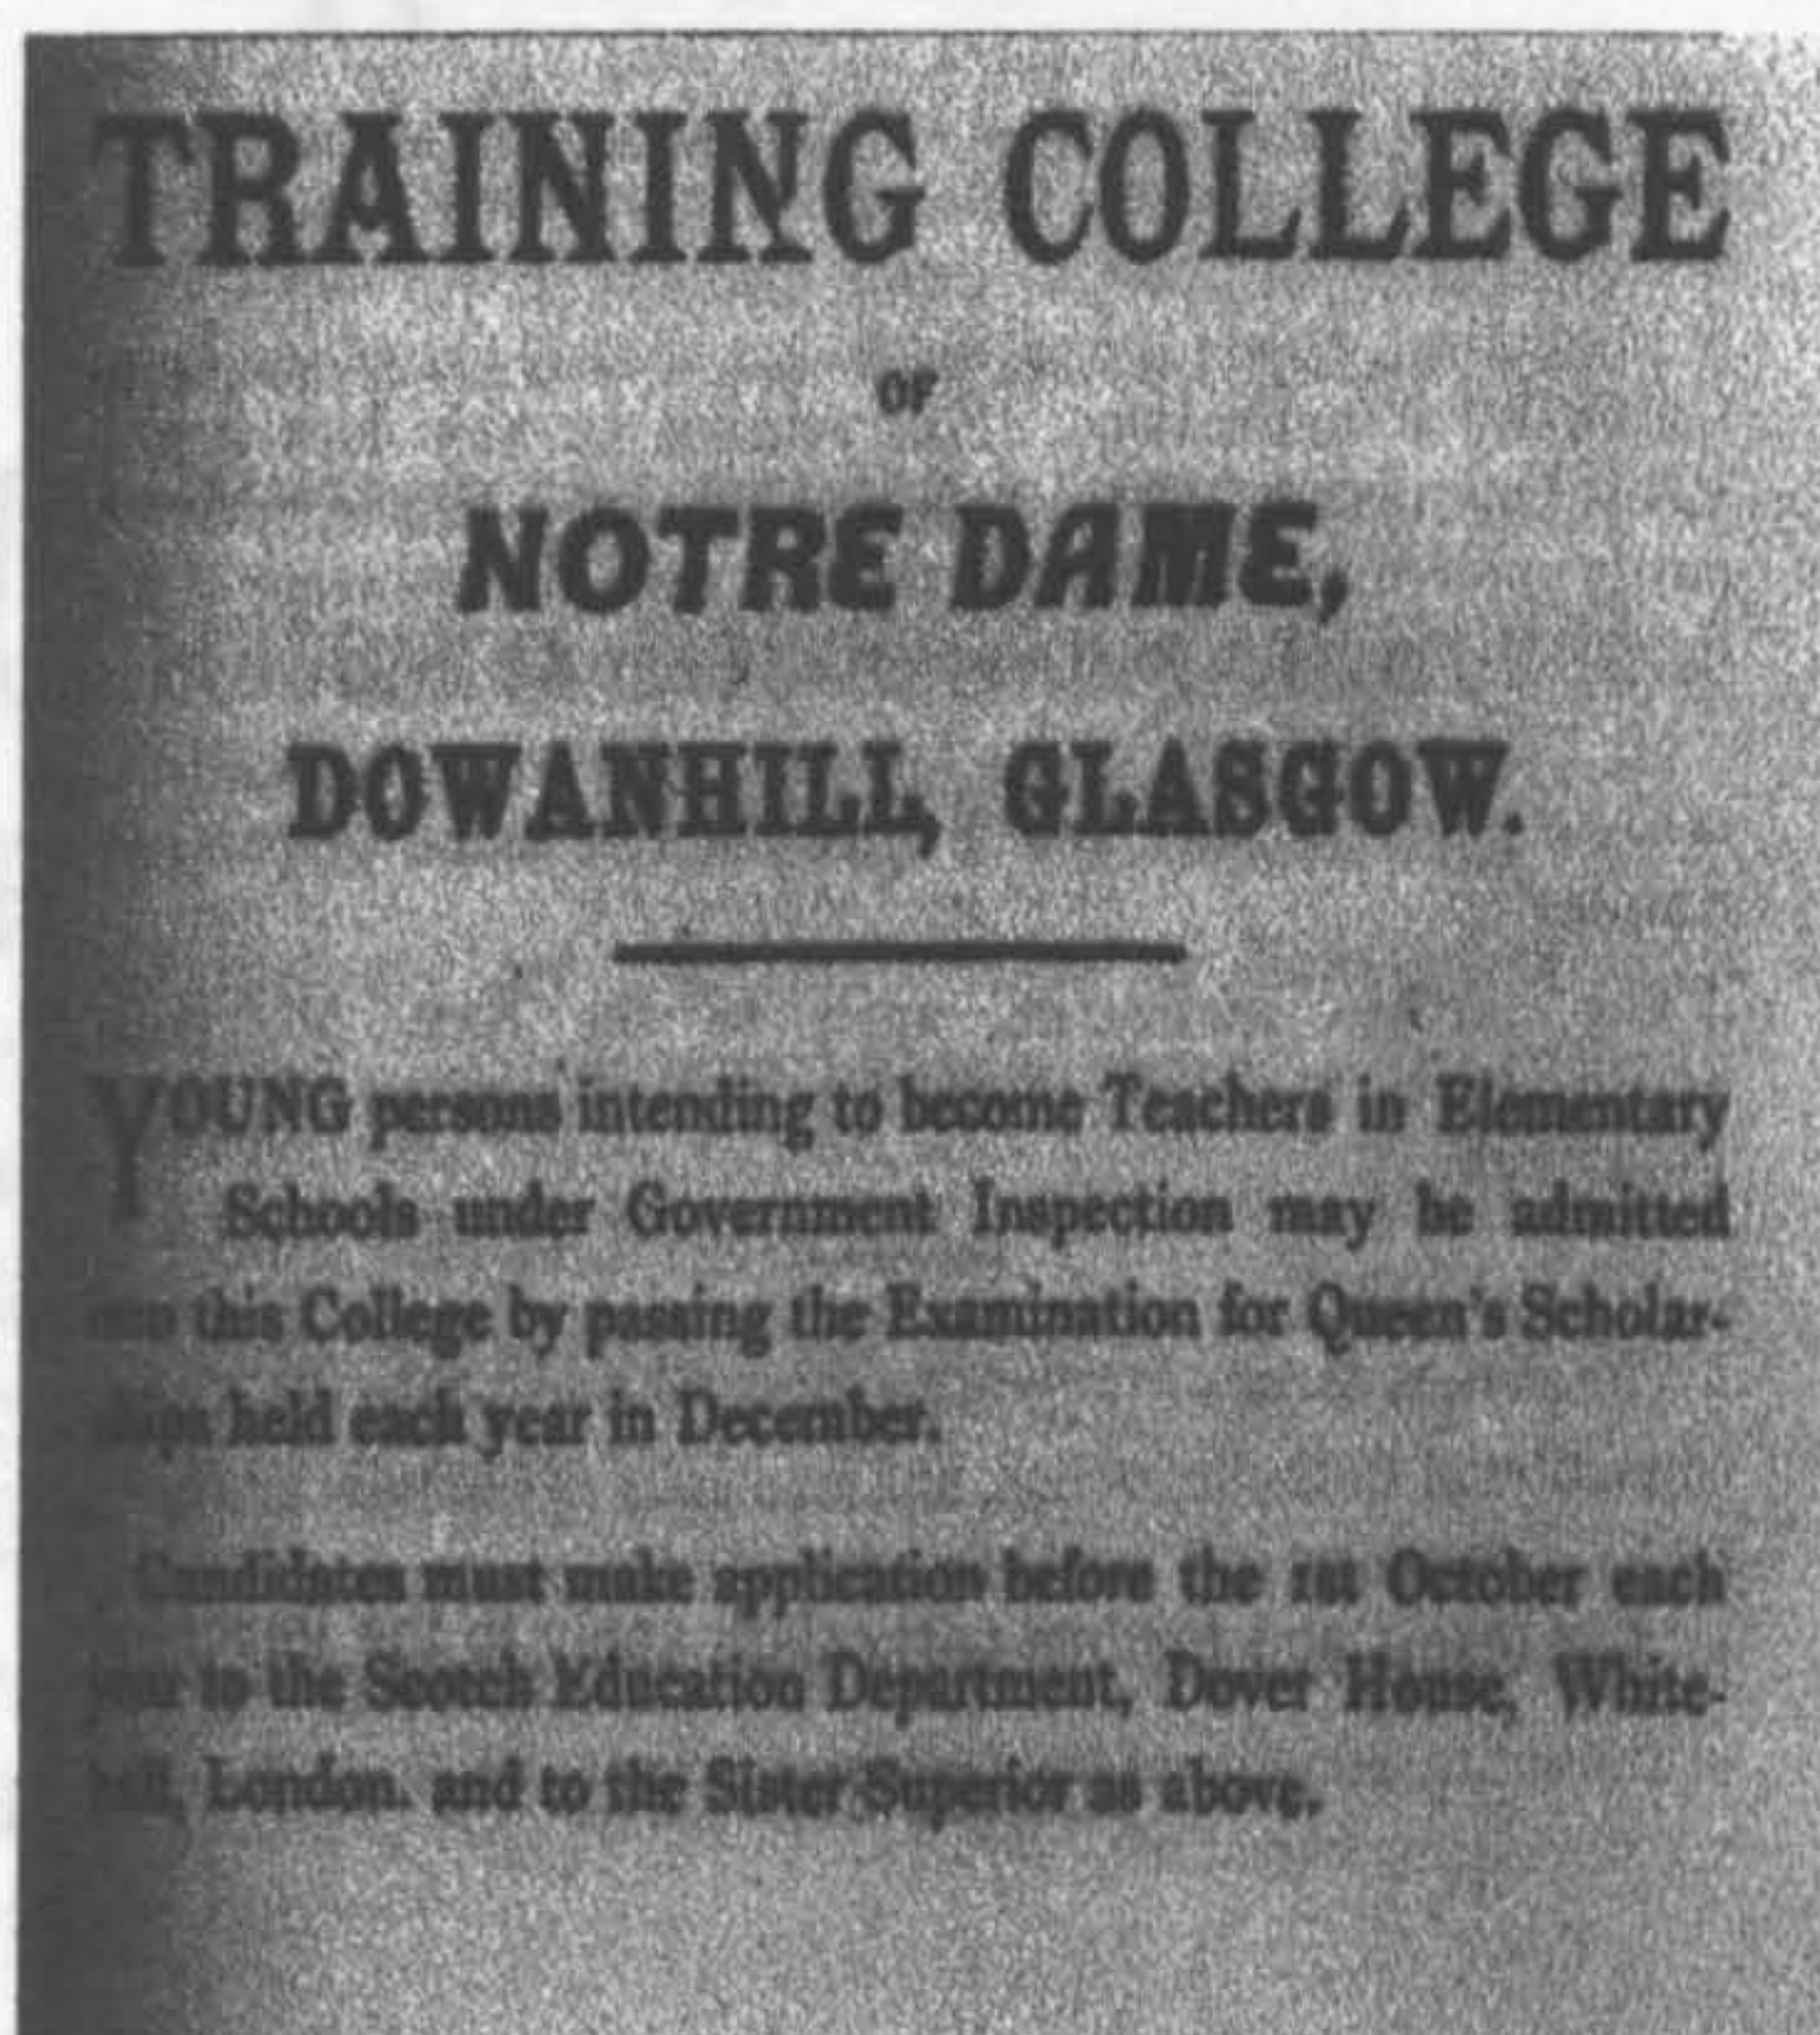 TRAINING COLLEGE
OF
NOTRE DAME,
DOWANHILL, GLASGOW.
YOUNG persons intending to become Teachers in Elementary
Schools under Government Inspection may be admitted
this College by passing the Examination for Queen's Scholar-
ships held each year in December.
Candidates must make application before the 1st October each
year to the Scotch Education Department, Dover House, White-
hall, London, and to the Sister Superior as above.